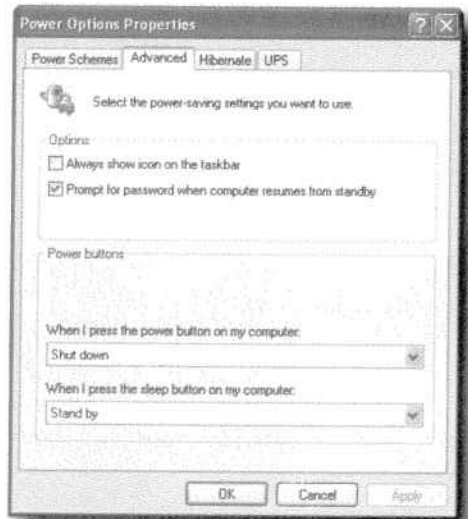 Power Options Properties
Power Schemes Advanced Hibernate UPS
Select the power-saving settings you want to use.
Options
Always show icon on the taskbar
Prompt for password when computer resumes from standby
Power buttons
When I press the power button on my computer:
Shut down
When I press the sleep button on my computer:
Stand by
OK Cancel Apply